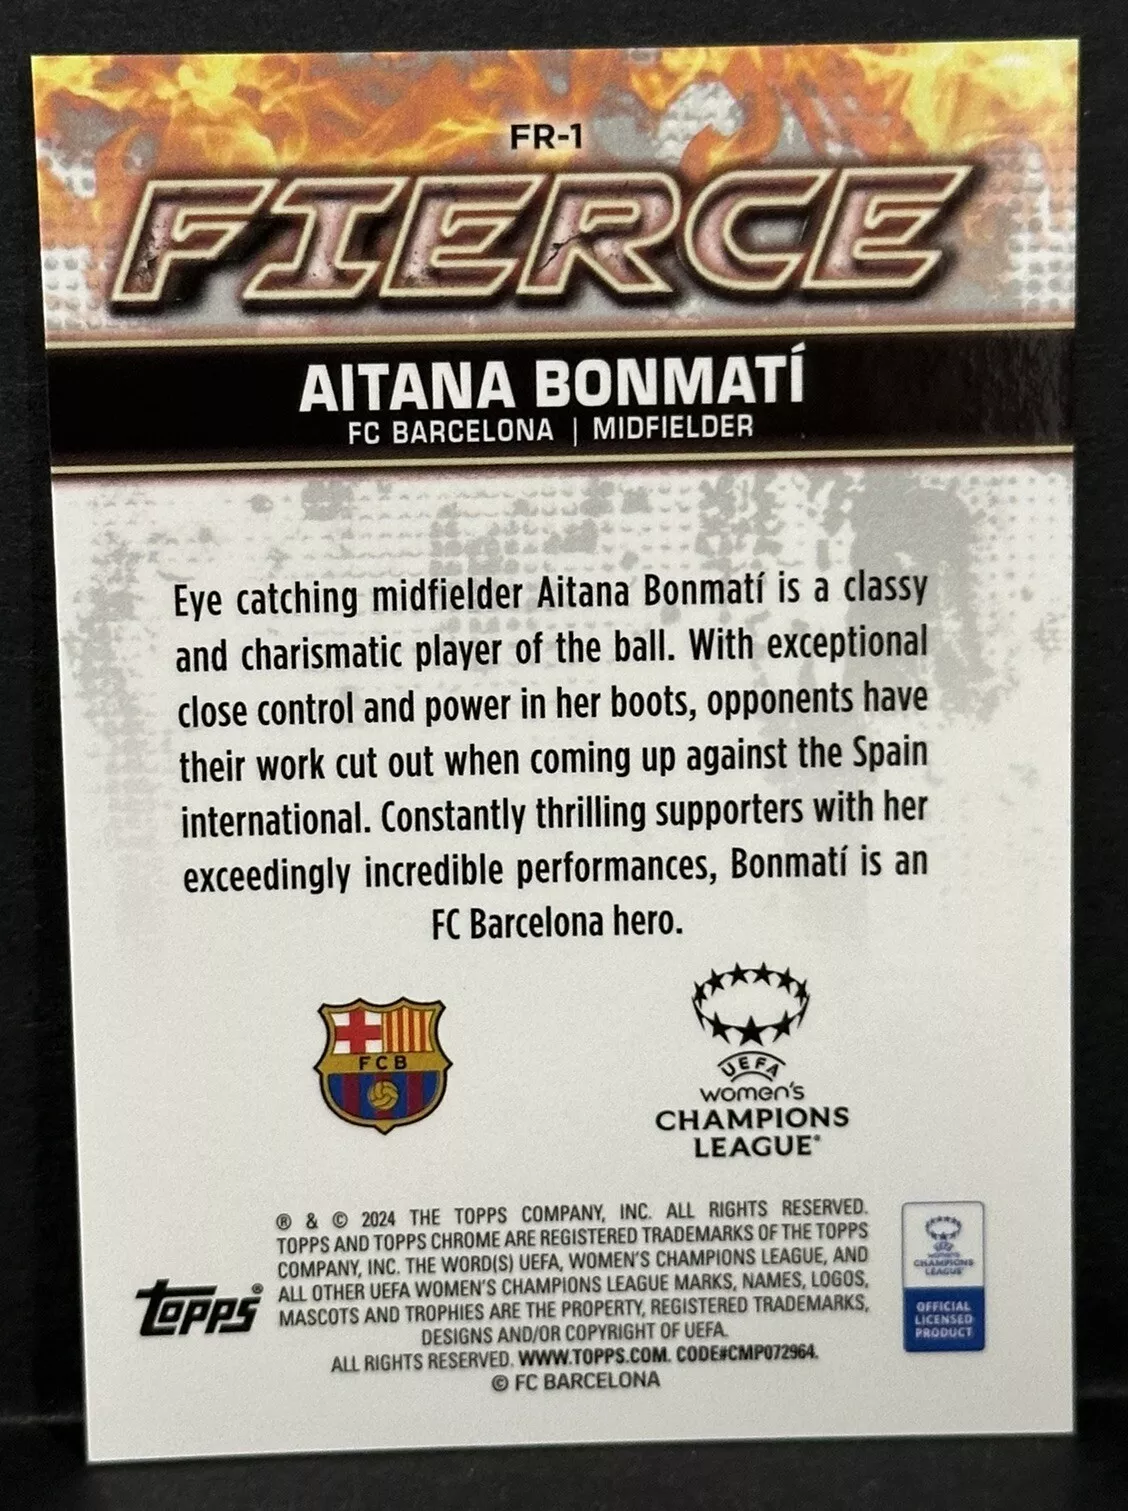 FR-1
FIERCE
AITANA BONMATÍ
FC BARCELONA | MIDFIELDER
Eye catching midfielder Aitana Bonmatí is a classy
and charismatic player of the ball. With exceptional
close control and power in her boots, opponents have
their work cut out when coming up against the Spain
international. Constantly thrilling supporters with her
exceedingly incredible performances, Bonmatí is an
FC Barcelona hero.
FCB
UEFA
women's
CHAMPIONS
LEAGUE®
® & © 2024 THE TOPPS COMPANY, INC. ALL RIGHTS RESERVED.
TOPPS AND TOPPS CHROME ARE REGISTERED TRADEMARKS OF THE TOPPS
COMPANY, INC. THE WORD(S) UEFA, WOMEN'S CHAMPIONS LEAGUE, AND
ALL OTHER UEFA WOMEN'S CHAMPIONS LEAGUE MARKS, NAMES, LOGOS,
MASCOTS AND TROPHIES ARE THE PROPERTY, REGISTERED TRADEMARKS,
DESIGNS AND/OR COPYRIGHT OF UEFA.
ALL RIGHTS RESERVED. WWW.TOPPS.COM. CODE#CMP072964.
© FC BARCELONA
topps®
women's
CHAMPIONS
LEAGUE
OFFICIAL
LICENSED
PRODUCT